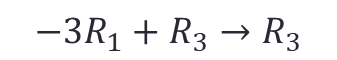 −3R₁ + R₃ → R₃